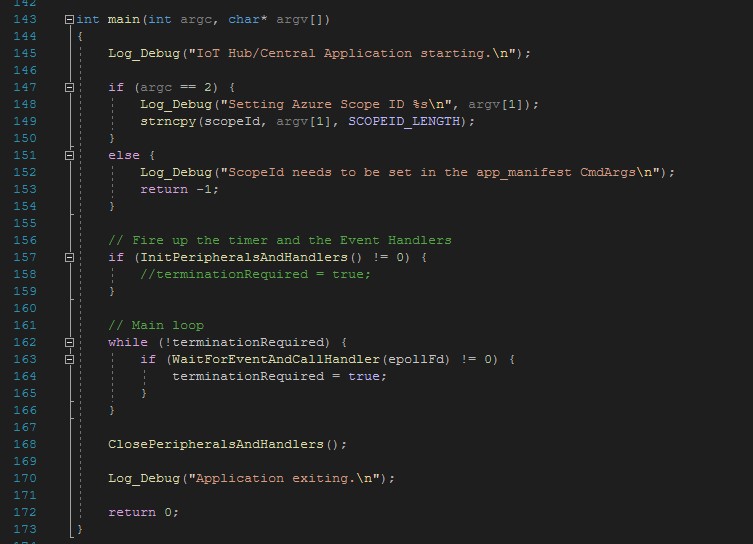 142
143 int main(int argc, char* argv[])
144 {
145 Log_Debug("IoT Hub/Central Application starting.\n");
146
147 if (argc == 2) {
148 Log_Debug("Setting Azure Scope ID %s\n", argv[1]);
149 strncpy(scopeId, argv[1], SCOPEID_LENGTH);
150 }
151 else {
152 Log_Debug("ScopeId needs to be set in the app_manifest CmdArgs\n");
153 return -1;
154 }
155
156 // Fire up the timer and the Event Handlers
157 if (InitPeripheralsAndHandlers() != 0) {
158 //terminationRequired = true;
159 }
160
161 // Main loop
162 while (!terminationRequired) {
163 if (WaitForEventAndCallHandler(epollFd) != 0) {
164 terminationRequired = true;
165 }
166 }
167
168 ClosePeripheralsAndHandlers();
169
170 Log_Debug("Application exiting.\n");
171
172 return 0;
173 }